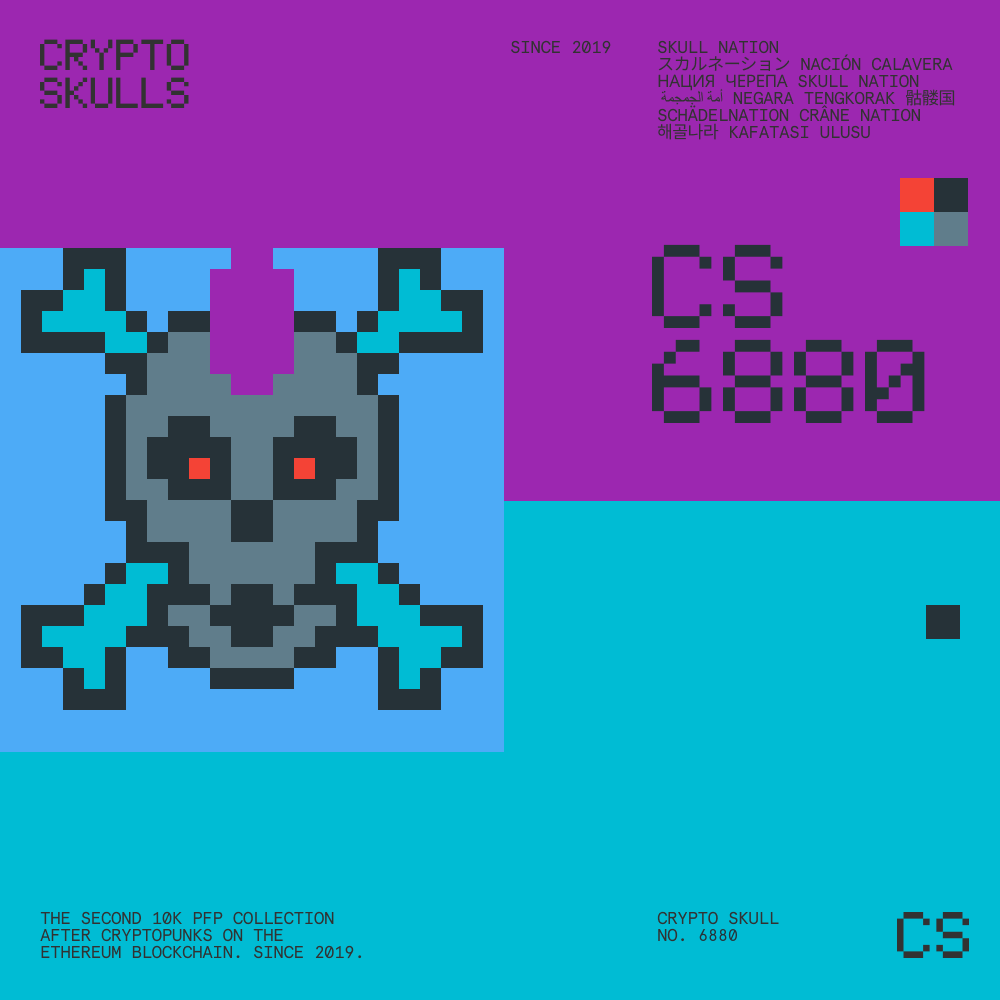 CRYPTO
SKULLS
SINCE 2019
SKULL NATION
スカルネーション NACIÓN CALAVERA
НАЦИЯ ЧЕРЕПА SKULL NATION
أمة الجمجمة NEGARA TENGKORAK 骷髅国
SCHÄDELNATION CRÂNE NATION
해골나라 KAFATASI ULUSU
CS
6880
THE SECOND 10K PFP COLLECTION
AFTER CRYPTOPUNKS ON THE
ETHEREUM BLOCKCHAIN. SINCE 2019.
CRYPTO SKULL
NO. 6880
CS